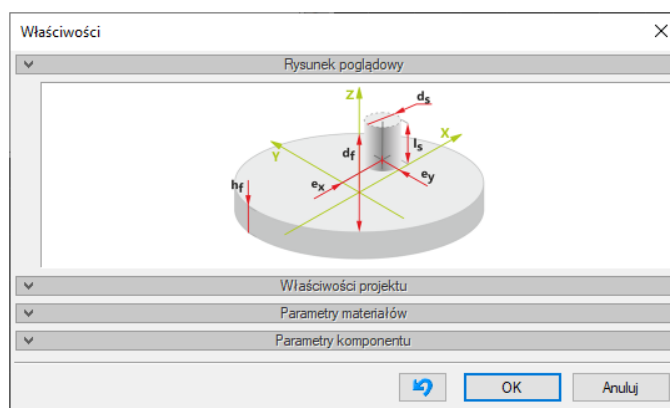 Właściwości
Rysunek poglądowy
Z
ds
Y
X
df
ls
ex
ey
hf
Właściwości projektu
Parametry materiałów
Parametry komponentu
OK
Anuluj